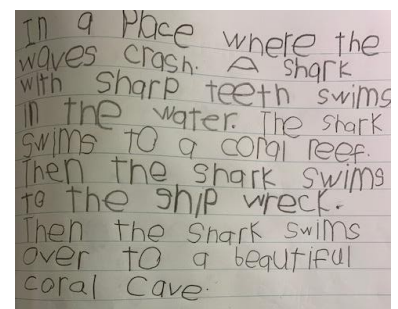 In a place where the
waves crash. A shark
with sharp teeth swims
in the water. The shark
swims to a coral reef.
Then the shark swims
to the ship wreck.
Then the shark swims
over to a beautiful
coral cave.